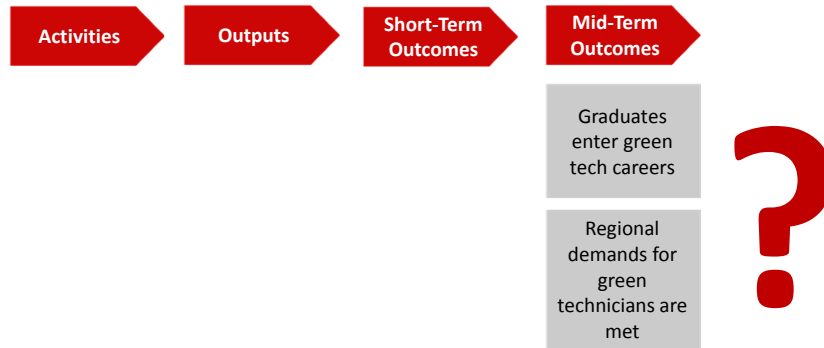 Activities
Outputs
Short-Term
Outcomes
Mid-Term
Outcomes
Graduates
enter green
tech careers
Regional
demands for
green
technicians are
met
?